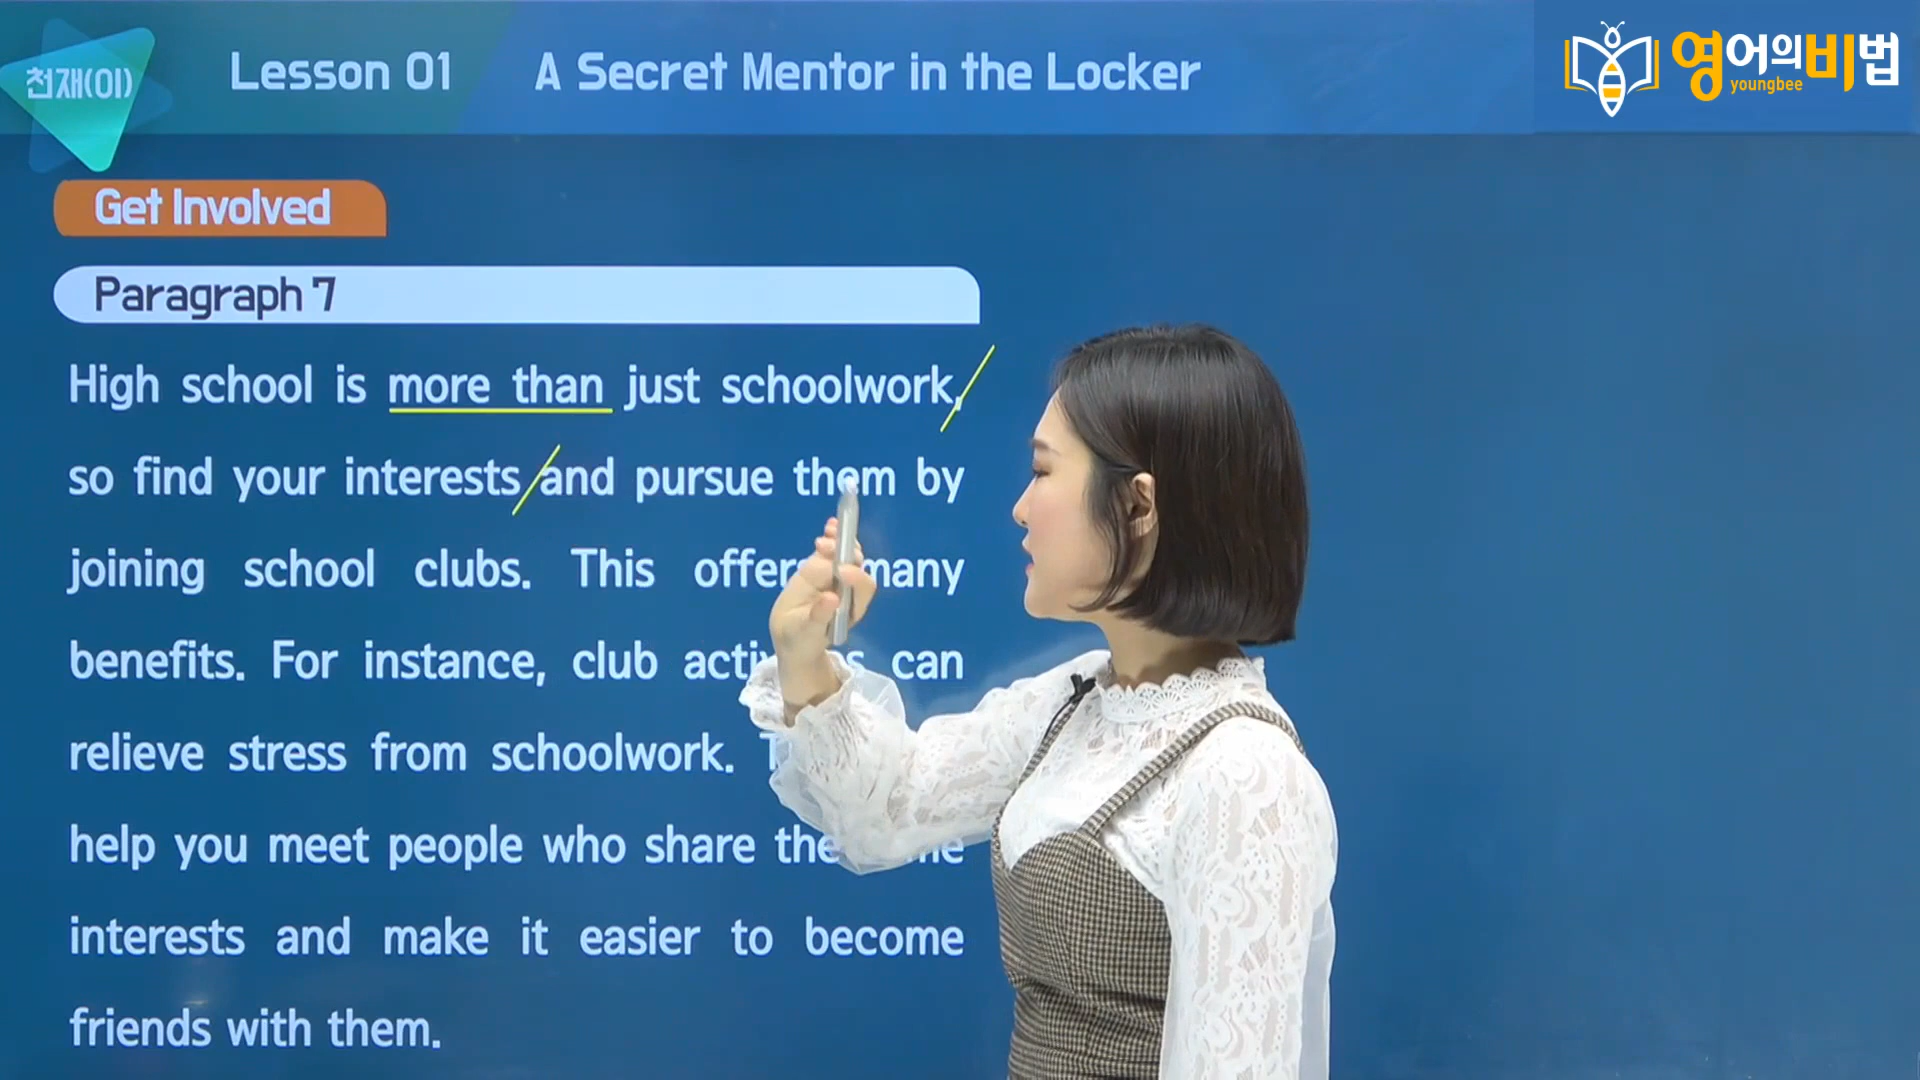 천재(이)
Lesson 01 A Secret Mentor in the Locker
영어의비법
youngbee
Get Involved
Paragraph 7
High school is more than just schoolwork,
so find your interests and pursue them by
joining school clubs. This offers many
benefits. For instance, club activities can
relieve stress from schoolwork.
help you meet people who share the
interests and make it easier to become
friends with them.